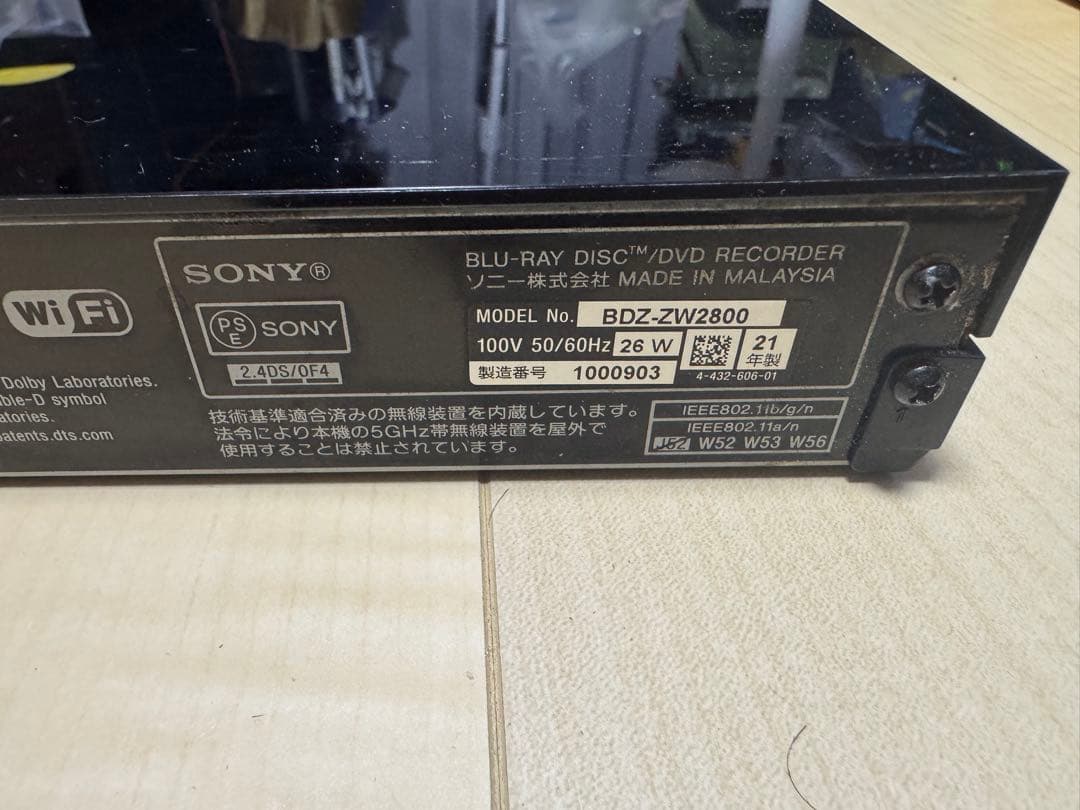 SONY®
BLU-RAY DISC™/DVD RECORDER
ソニー株式会社 MADE IN MALAYSIA
Wi Fi
PS E SONY
MODEL No. BDZ-ZW2800
100V 50/60Hz 26 W
21年製
2.4DS/OF4
製造番号 1000903
4-432-606-01
Dolby Laboratories.
ble-D symbol
atories.
patents.dts.com
技術基準適合済みの無線装置を内蔵しています。
法令により本機の5GHz帯無線装置を屋外で
使用することは禁止されています。
IEEE802.11b/g/n
IEEE802.11a/n
J52 W52 W53 W56